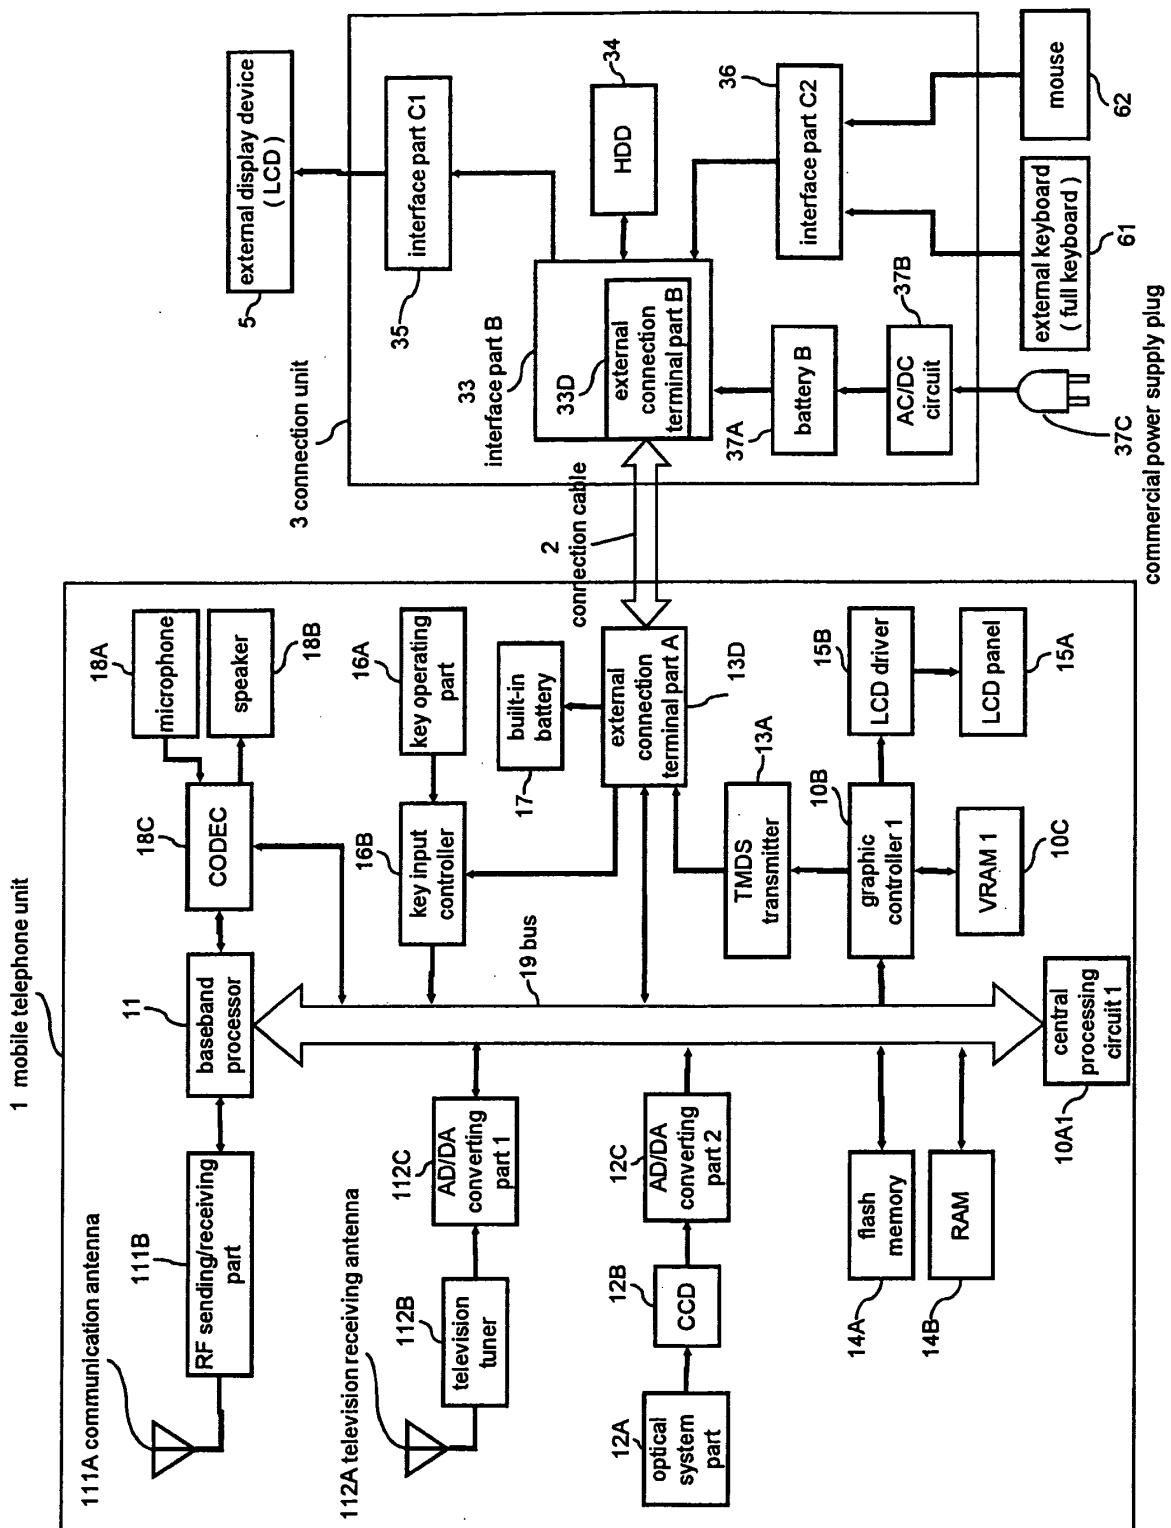 1 mobile telephone unit
111A communication antenna
111B
RF sending/receiving
part
11
baseband
processor
18C
CODEC
18A
microphone
speaker
18B
112A television receiving antenna
112B
television
tuner
112C
AD/DA
converting
part 1
19 bus
16B
key input
controller
16A
key operating
part
17
built-in
battery
external
connection
terminal part A
13D
12A
optical
system
part
12B
CCD
12C
AD/DA
converting
part 2
13A
TMDS
transmitter
10B
graphic
controller 1
15B
LCD driver
LCD panel
15A
VRAM 1
10C
14A
flash
memory
14B
RAM
10A1
central
processing
circuit 1
2
connection cable
3 connection unit
5
external display device
( LCD )
35
interface part C1
33
interface part B
33D
external
connection
terminal part B
HDD
34
36
interface part C2
37A
battery B
37B
AC/DC
circuit
37C
commercial power supply plug
external keyboard
( full keyboard )
61
mouse
62